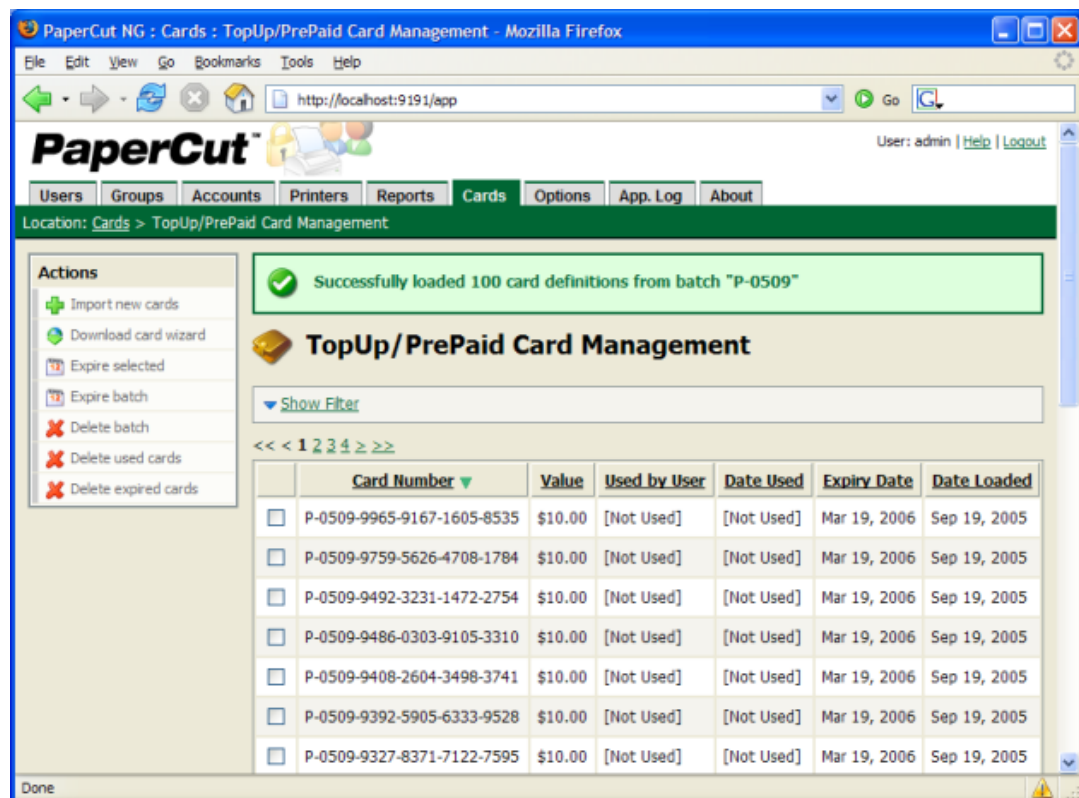 PaperCut NG : Cards : TopUp/PrePaid Card Management - Mozilla Firefox
File Edit View Go Bookmarks Tools Help
http://localhost:9191/app Go
PaperCut™
User: admin | Help | Logout
Users Groups Accounts Printers Reports Cards Options App. Log About
Location: Cards > TopUp/PrePaid Card Management
Actions
Import new cards
Download card wizard
Expire selected
Expire batch
Delete batch
Delete used cards
Delete expired cards
Successfully loaded 100 card definitions from batch "P-0509"
TopUp/PrePaid Card Management
Show Filter
<< < 1 2 3 4 > >>
Card Number Value Used by User Date Used Expiry Date Date Loaded
P-0509-9965-9167-1605-8535 $10.00 [Not Used] [Not Used] Mar 19, 2006 Sep 19, 2005
P-0509-9759-5626-4708-1784 $10.00 [Not Used] [Not Used] Mar 19, 2006 Sep 19, 2005
P-0509-9492-3231-1472-2754 $10.00 [Not Used] [Not Used] Mar 19, 2006 Sep 19, 2005
P-0509-9486-0303-9105-3310 $10.00 [Not Used] [Not Used] Mar 19, 2006 Sep 19, 2005
P-0509-9408-2604-3498-3741 $10.00 [Not Used] [Not Used] Mar 19, 2006 Sep 19, 2005
P-0509-9392-5905-6333-9528 $10.00 [Not Used] [Not Used] Mar 19, 2006 Sep 19, 2005
P-0509-9327-8371-7122-7595 $10.00 [Not Used] [Not Used] Mar 19, 2006 Sep 19, 2005
Done